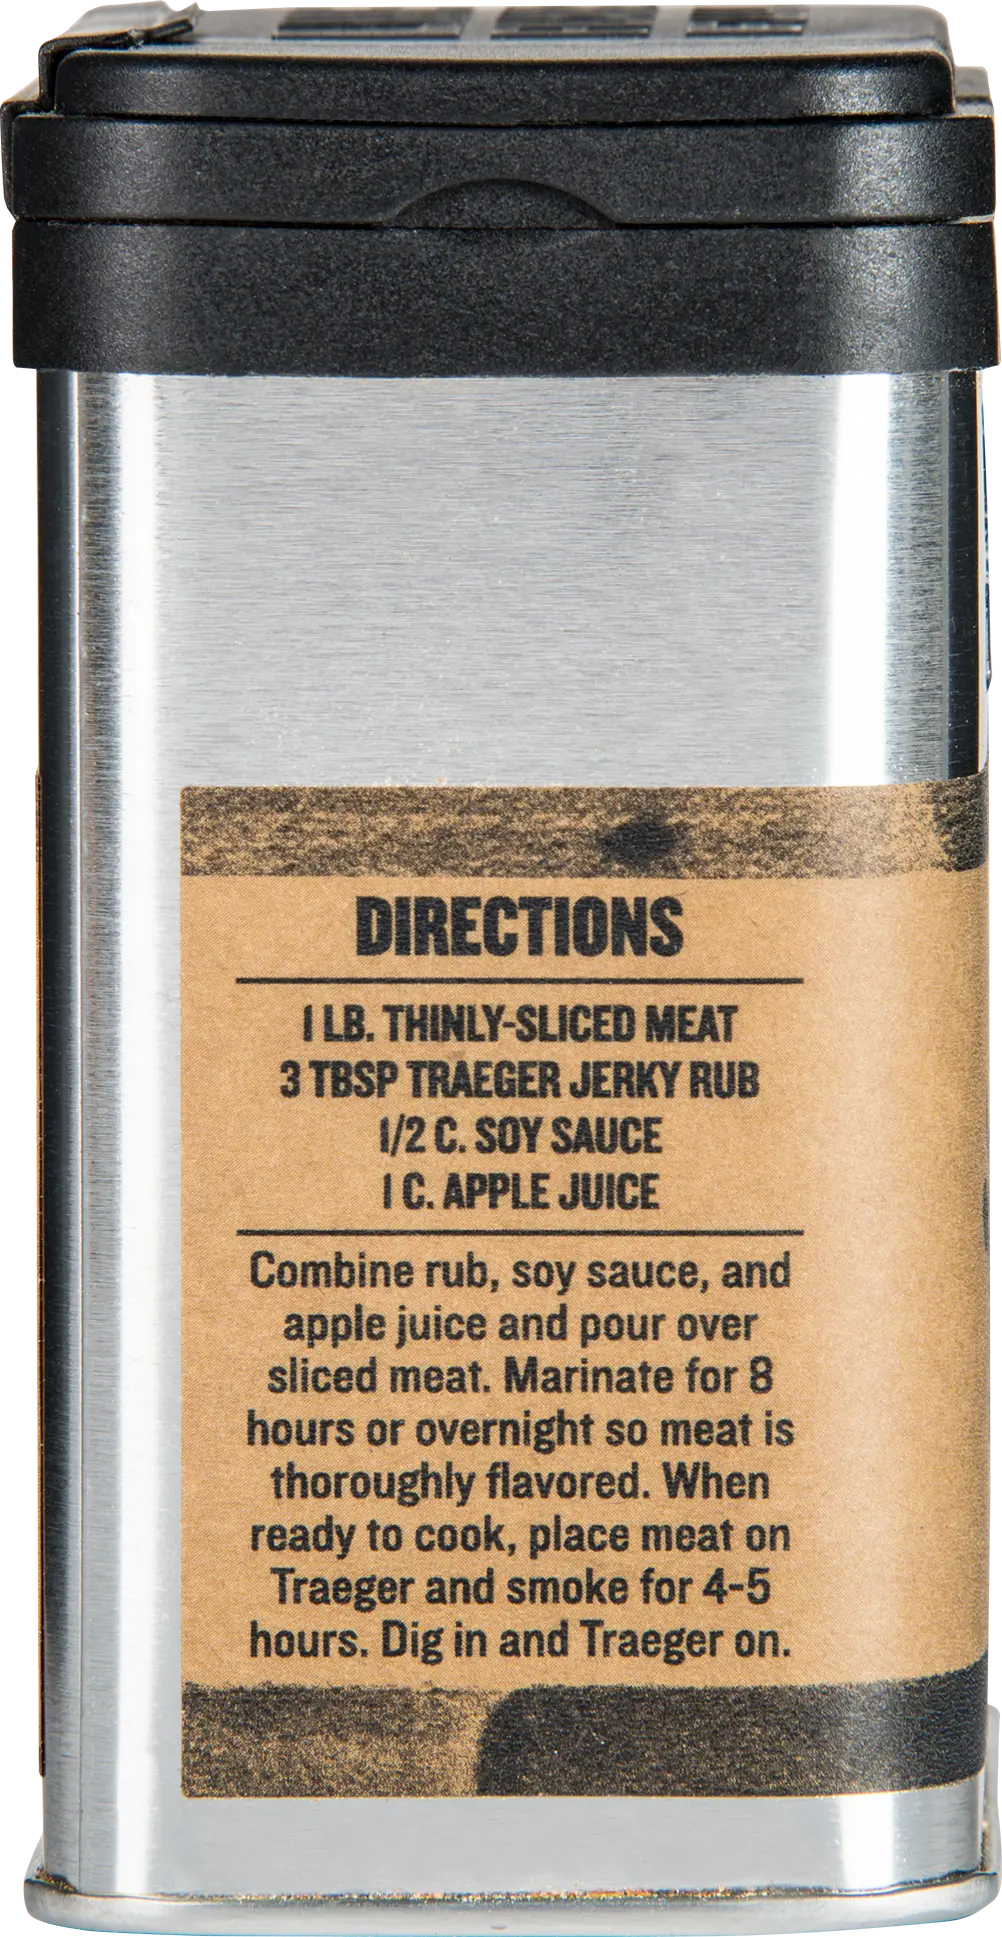 DIRECTIONS
1 LB. THINLY-SLICED MEAT
3 TBSP TRAEGER JERKY RUB
1/2 C. SOY SAUCE
1 C. APPLE JUICE
Combine rub, soy sauce, and
apple juice and pour over
sliced meat. Marinate for 8
hours or overnight so meat is
thoroughly flavored. When
ready to cook, place meat on
Traeger and smoke for 4-5
hours. Dig in and Traeger on.